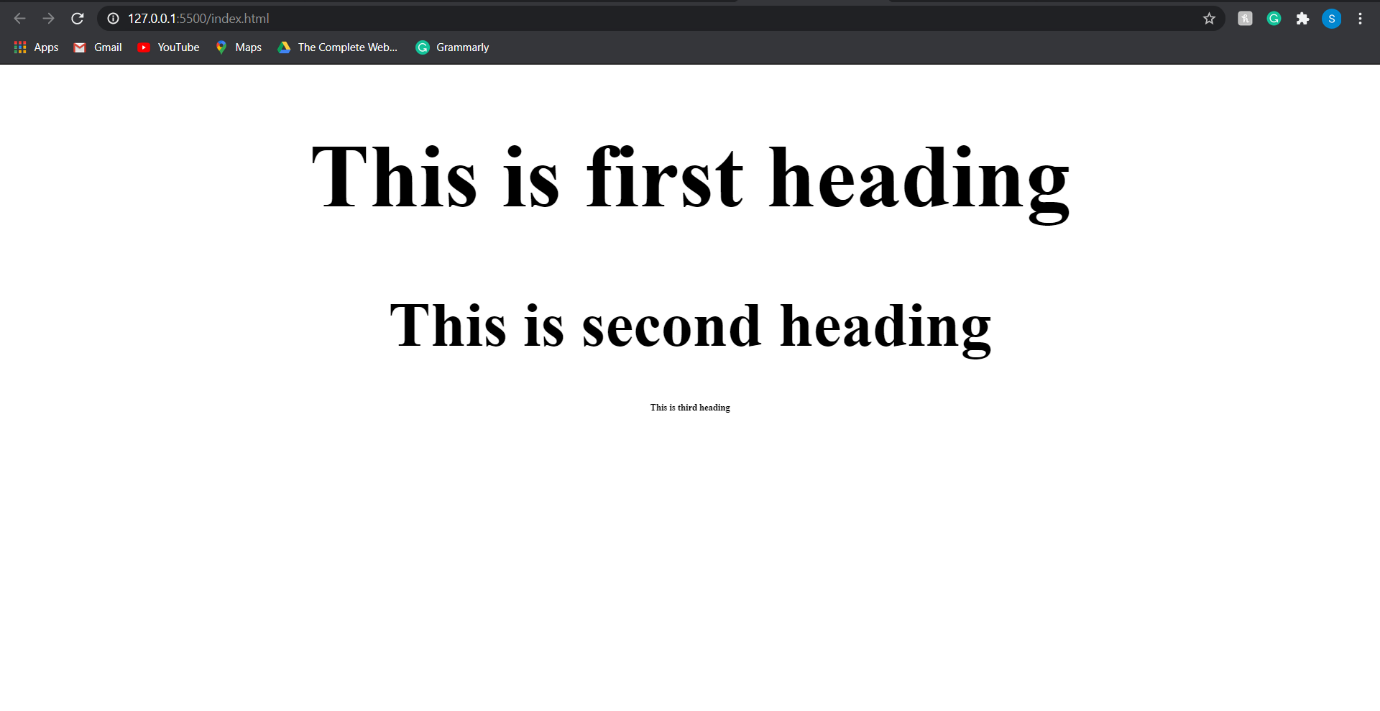 127.0.0.1:5500/index.html
S
Apps Gmail YouTube Maps The Complete Web... Grammarly
This is first heading
This is second heading
This is third heading